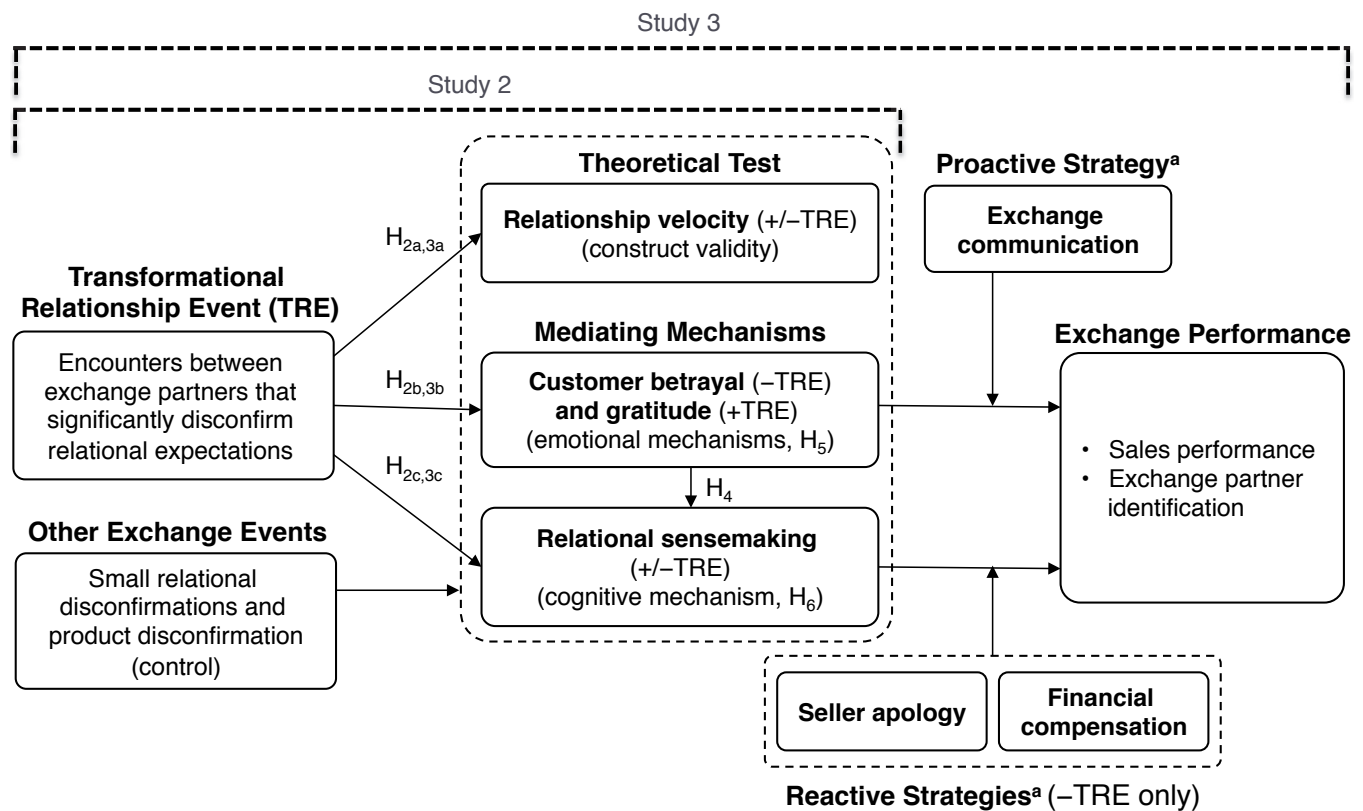 Study 3
Study 2
Theoretical Test
Relationship velocity (+/−TRE)
(construct validity)
Proactive Strategyᵃ
Exchange
communication
H2a,3a
Transformational
Relationship Event (TRE)
Encounters between
exchange partners that
significantly disconfirm
relational expectations
H2b,3b
Mediating Mechanisms
Customer betrayal (−TRE)
and gratitude (+TRE)
(emotional mechanisms, H5)
Exchange Performance
• Sales performance
• Exchange partner
identification
H2c,3c
H4
Other Exchange Events
Small relational
disconfirmations and
product disconfirmation
(control)
Relational sensemaking
(+/−TRE)
(cognitive mechanism, H6)
Seller apology
Financial
compensation
Reactive Strategiesᵃ (−TRE only)